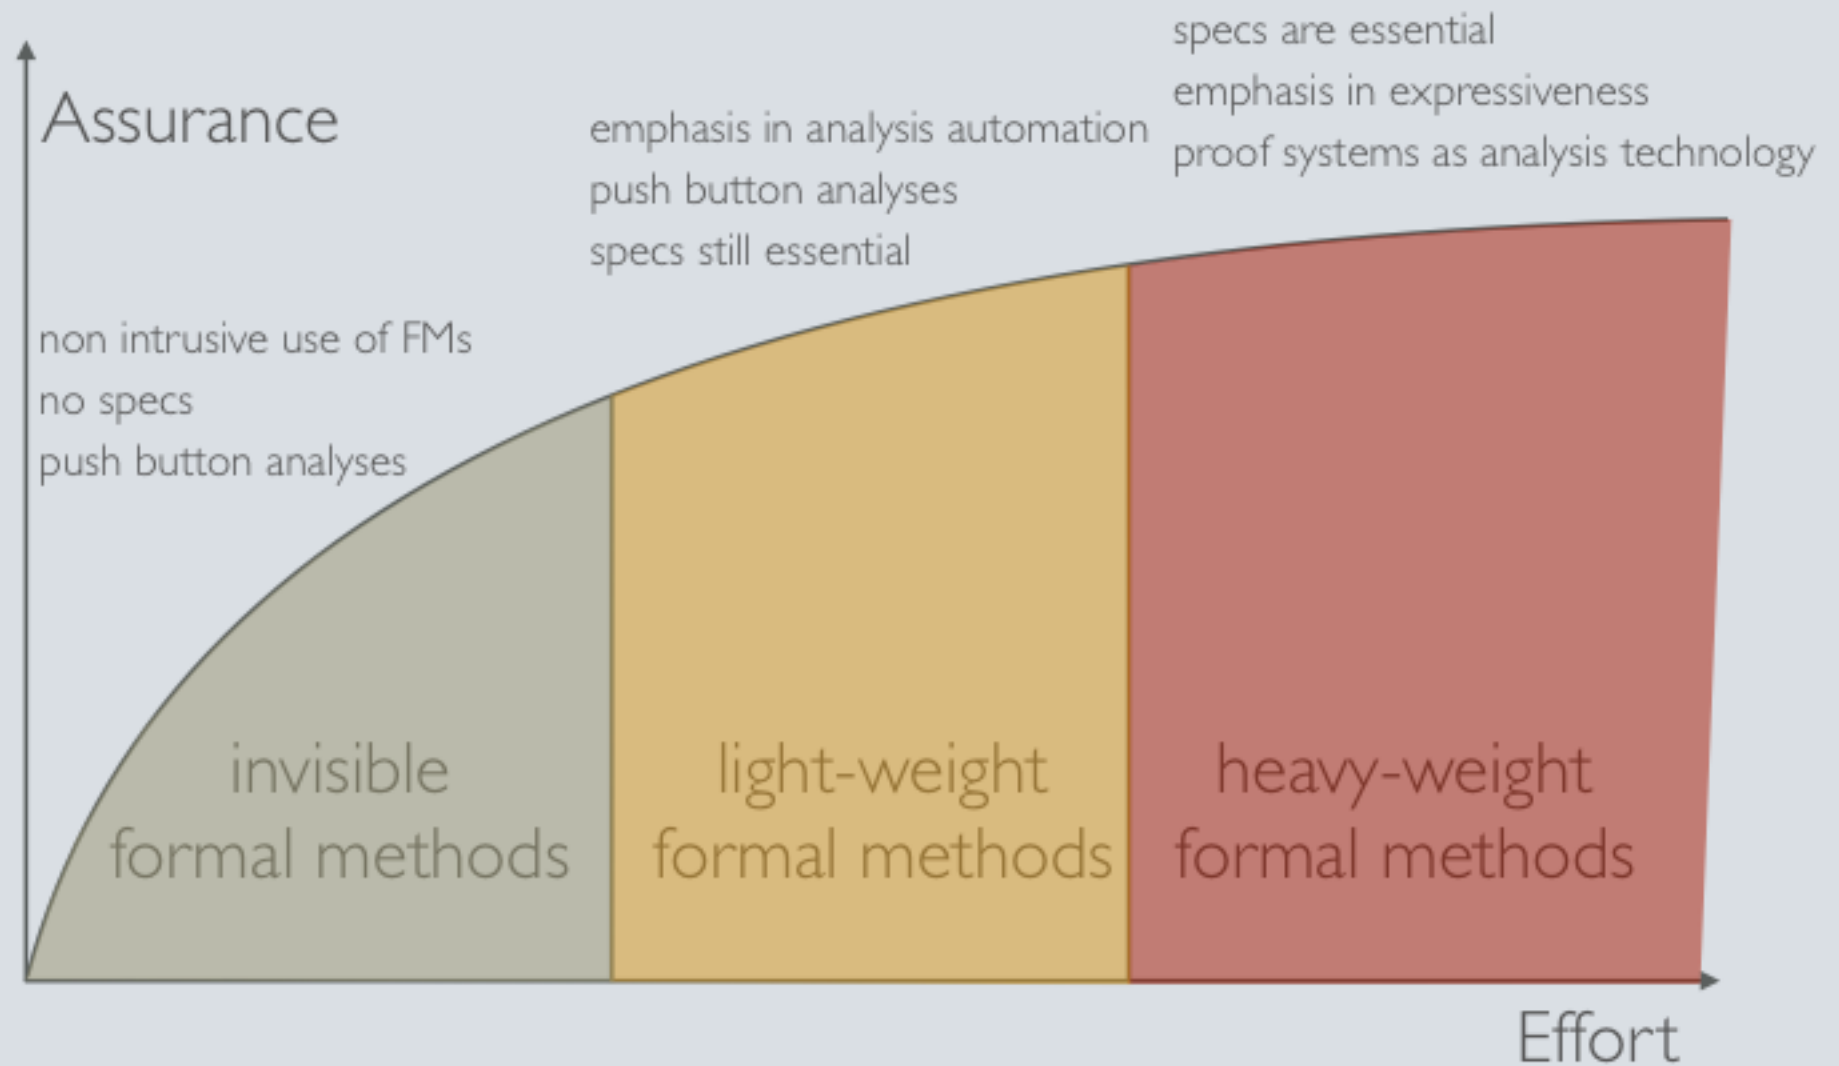 Assurance
non intrusive use of FMs
no specs
push button analyses
emphasis in analysis automation
push button analyses
specs still essential
specs are essential
emphasis in expressiveness
proof systems as analysis technology
invisible
formal methods
light-weight
formal methods
heavy-weight
formal methods
Effort